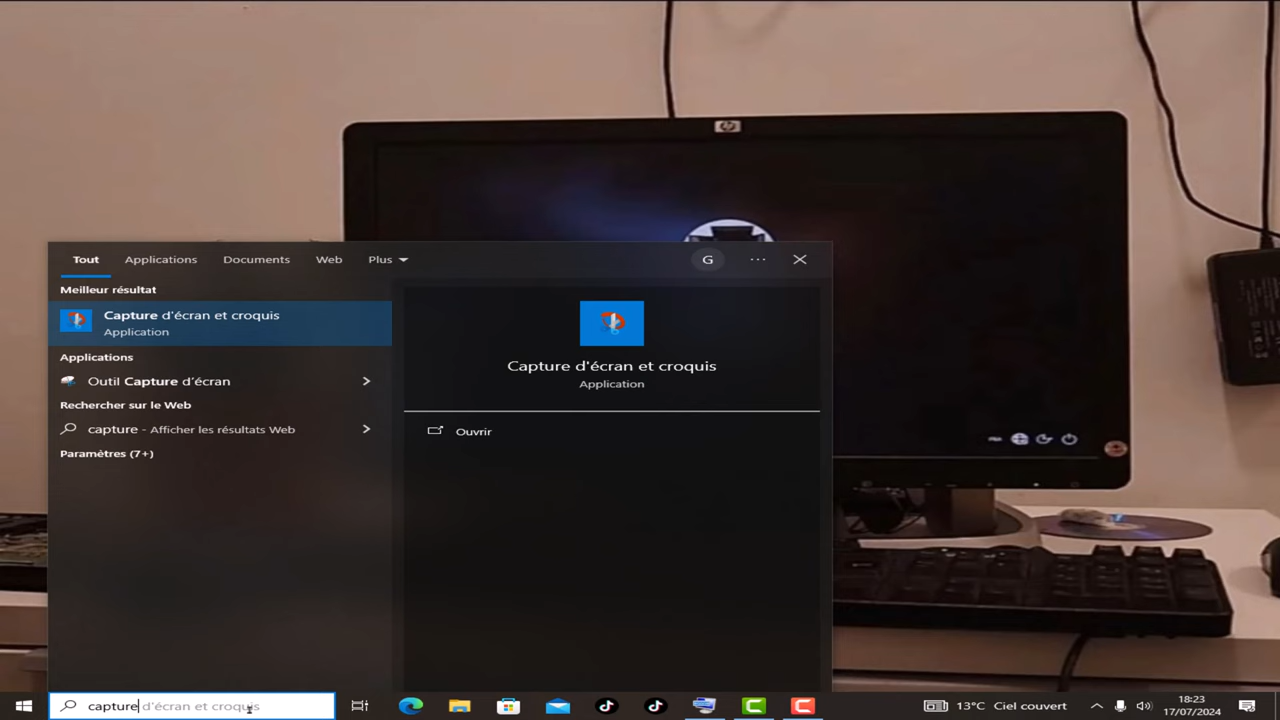 hp
Tout Applications Documents Web Plus G ...
Meilleur résultat
Capture d'écran et croquis
Application
Applications
Outil Capture d'écran
Rechercher sur le Web
capture - Afficher les résultats Web
Paramètres (7+)
Capture d'écran et croquis
Application
Ouvrir
capture d'écran et croquis
13°C Ciel couvert
18:23
17/07/2024